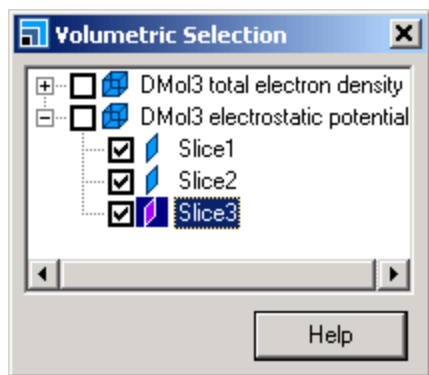 Volumetric Selection
DMol3 total electron density
DMol3 electrostatic potential
Slice1
Slice2
Slice3
Help